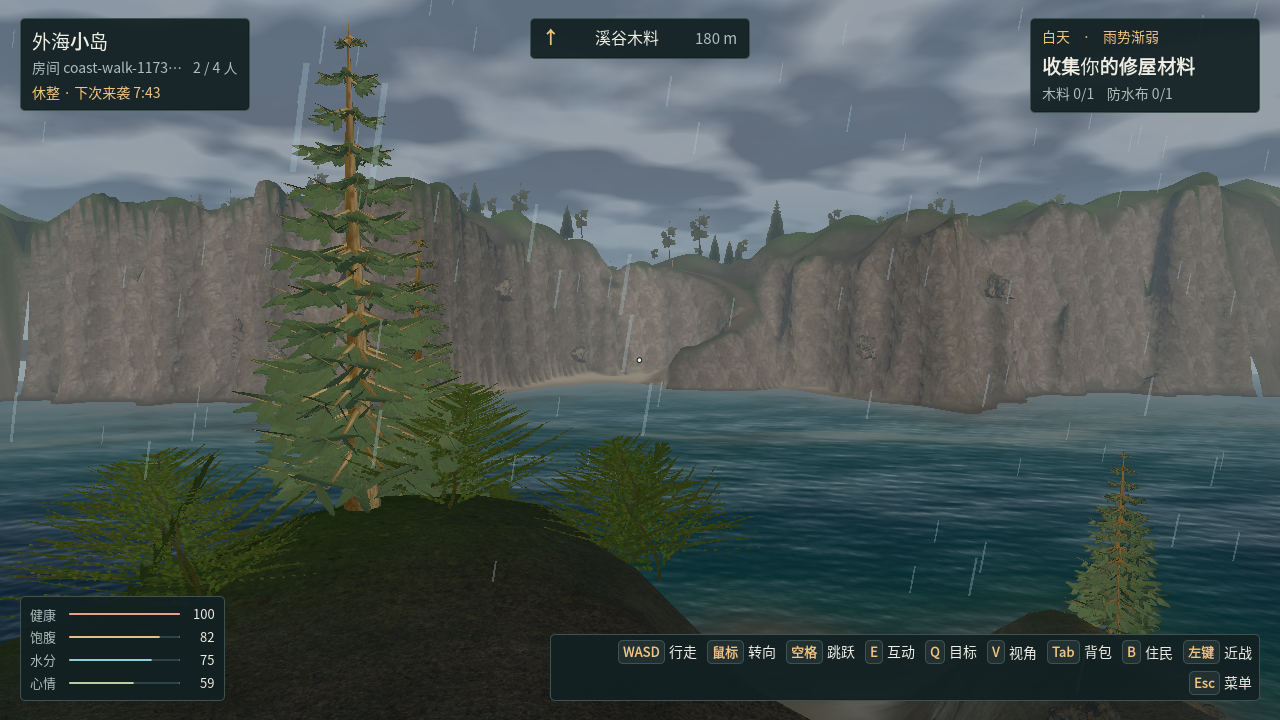 外海小岛
房间 coast-walk-1173… 2 / 4 人
休整 · 下次来袭 7:43
↑ 溪谷木料 180 m
白天 · 雨势渐弱
收集你的修屋材料
木料 0/1 防水布 0/1
健康 100
饱腹 82
水分 75
心情 59
WASD 行走 鼠标 转向 空格 跳跃 E 互动 Q 目标 V 视角 Tab 背包 B 住民 左键 近战
Esc 菜单